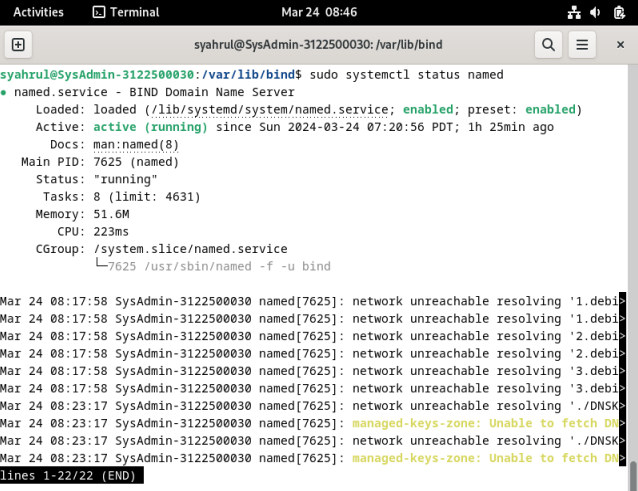 Activities Terminal Mar 24 08:46
syahrul@SysAdmin-3122500030: /var/lib/bind
syahrul@SysAdmin-3122500030:/var/lib/bind$ sudo systemctl status named
● named.service - BIND Domain Name Server
     Loaded: loaded (/lib/systemd/system/named.service; enabled; preset: enabled)
     Active: active (running) since Sun 2024-03-24 07:20:56 PDT; 1h 25min ago
       Docs: man:named(8)
   Main PID: 7625 (named)
     Status: "running"
      Tasks: 8 (limit: 4631)
     Memory: 51.6M
        CPU: 223ms
     CGroup: /system.slice/named.service
             └─7625 /usr/sbin/named -f -u bind
Mar 24 08:17:58 SysAdmin-3122500030 named[7625]: network unreachable resolving '1.debi>
Mar 24 08:17:58 SysAdmin-3122500030 named[7625]: network unreachable resolving '1.debi>
Mar 24 08:17:58 SysAdmin-3122500030 named[7625]: network unreachable resolving '2.debi>
Mar 24 08:17:58 SysAdmin-3122500030 named[7625]: network unreachable resolving '2.debi>
Mar 24 08:17:58 SysAdmin-3122500030 named[7625]: network unreachable resolving '3.debi>
Mar 24 08:17:58 SysAdmin-3122500030 named[7625]: network unreachable resolving '3.debi>
Mar 24 08:23:17 SysAdmin-3122500030 named[7625]: network unreachable resolving './DNSK>
Mar 24 08:23:17 SysAdmin-3122500030 named[7625]: managed-keys-zone: Unable to fetch DN>
Mar 24 08:23:17 SysAdmin-3122500030 named[7625]: network unreachable resolving './DNSK>
Mar 24 08:23:17 SysAdmin-3122500030 named[7625]: managed-keys-zone: Unable to fetch DN>
lines 1-22/22 (END)